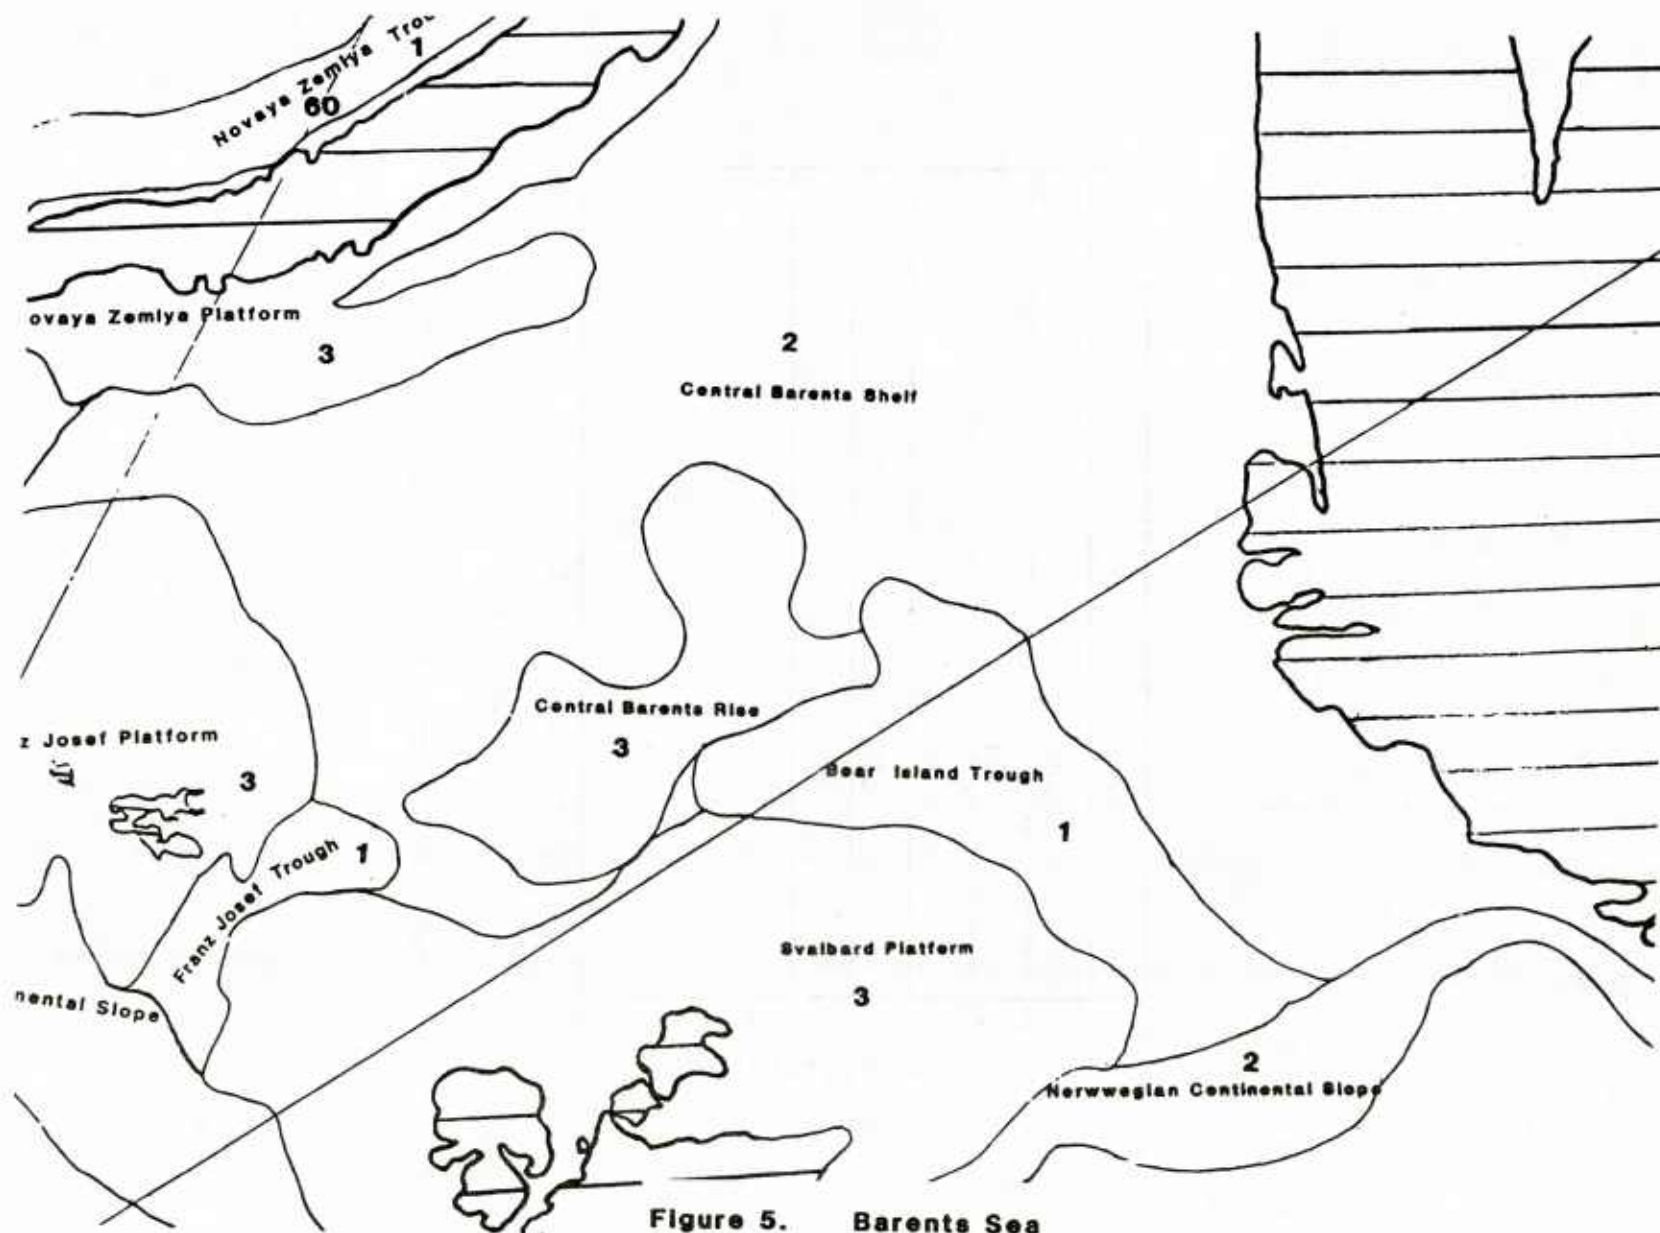 Novaya Zemlya Trou
1
60
ovaya Zemlya Platform
3
2
Central Barents Shelf
Central Barents Rise
3
z Josef Platform
3
Bear Island Trough
1
Franz Josef Trough
1
Svalbard Platform
3
nental Slope
2
Norwwegian Continental Slope
Figure 5. Barents Sea